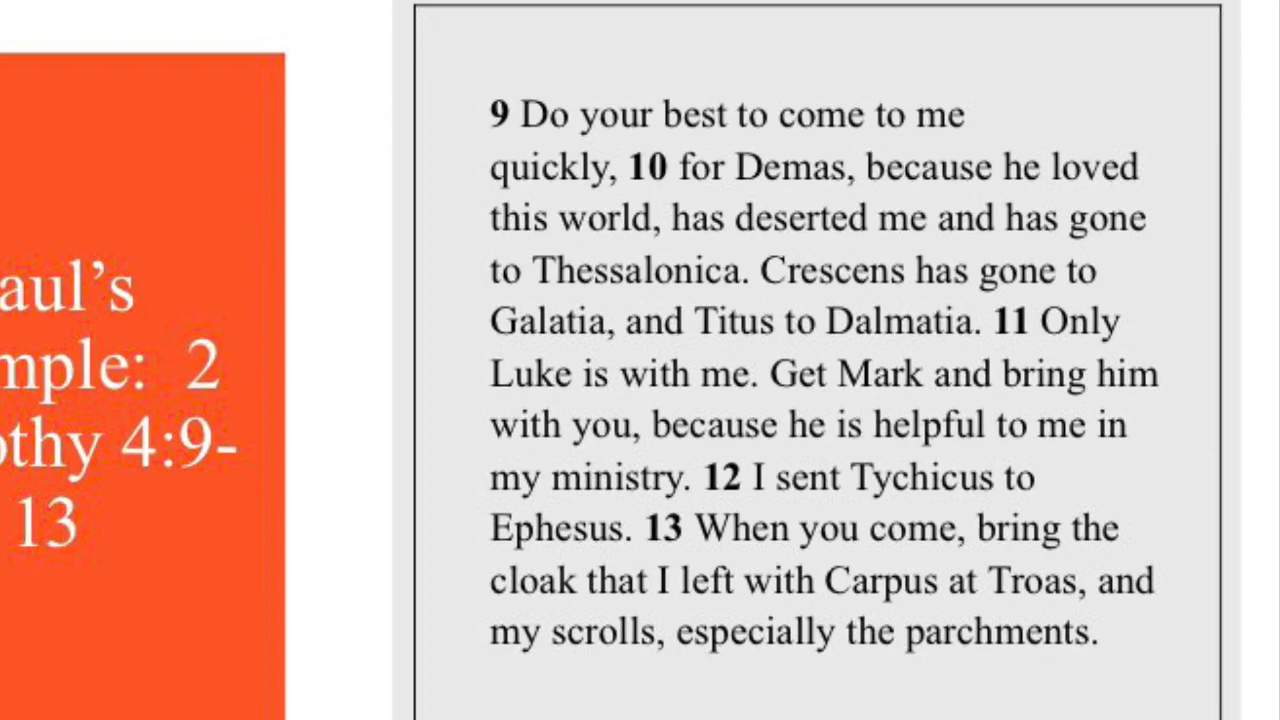 aul’s
mple: 2
othy 4:9-
13
9 Do your best to come to me
quickly, 10 for Demas, because he loved
this world, has deserted me and has gone
to Thessalonica. Crescens has gone to
Galatia, and Titus to Dalmatia. 11 Only
Luke is with me. Get Mark and bring him
with you, because he is helpful to me in
my ministry. 12 I sent Tychicus to
Ephesus. 13 When you come, bring the
cloak that I left with Carpus at Troas, and
my scrolls, especially the parchments.